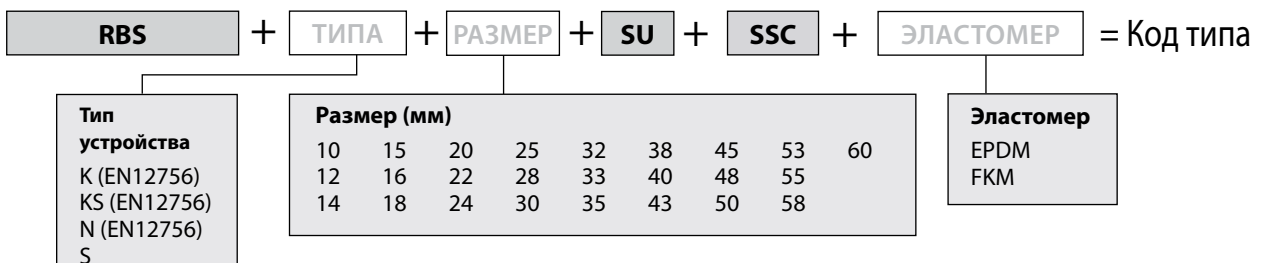 RBS + ТИПА + РАЗМЕР + SU + SSC + ЭЛАСТОМЕР = Код типа
Тип
устройства
K (EN12756)
KS (EN12756)
N (EN12756)
S
Размер (мм)
10 15 20 25 32 38 45 53 60
12 16 22 28 33 40 48 55
14 18 24 30 35 43 50 58
Эластомер
EPDM
FKM